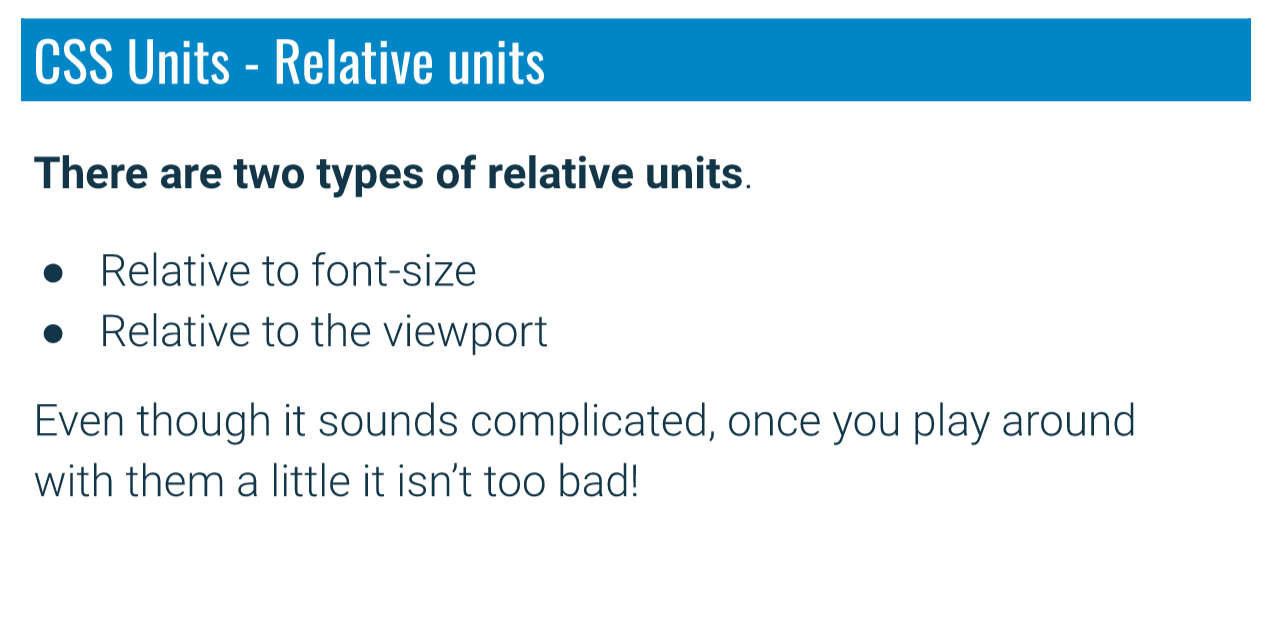 CSS Units - Relative units
There are two types of relative units.
● Relative to font-size
● Relative to the viewport
Even though it sounds complicated, once you play around
with them a little it isn’t too bad!